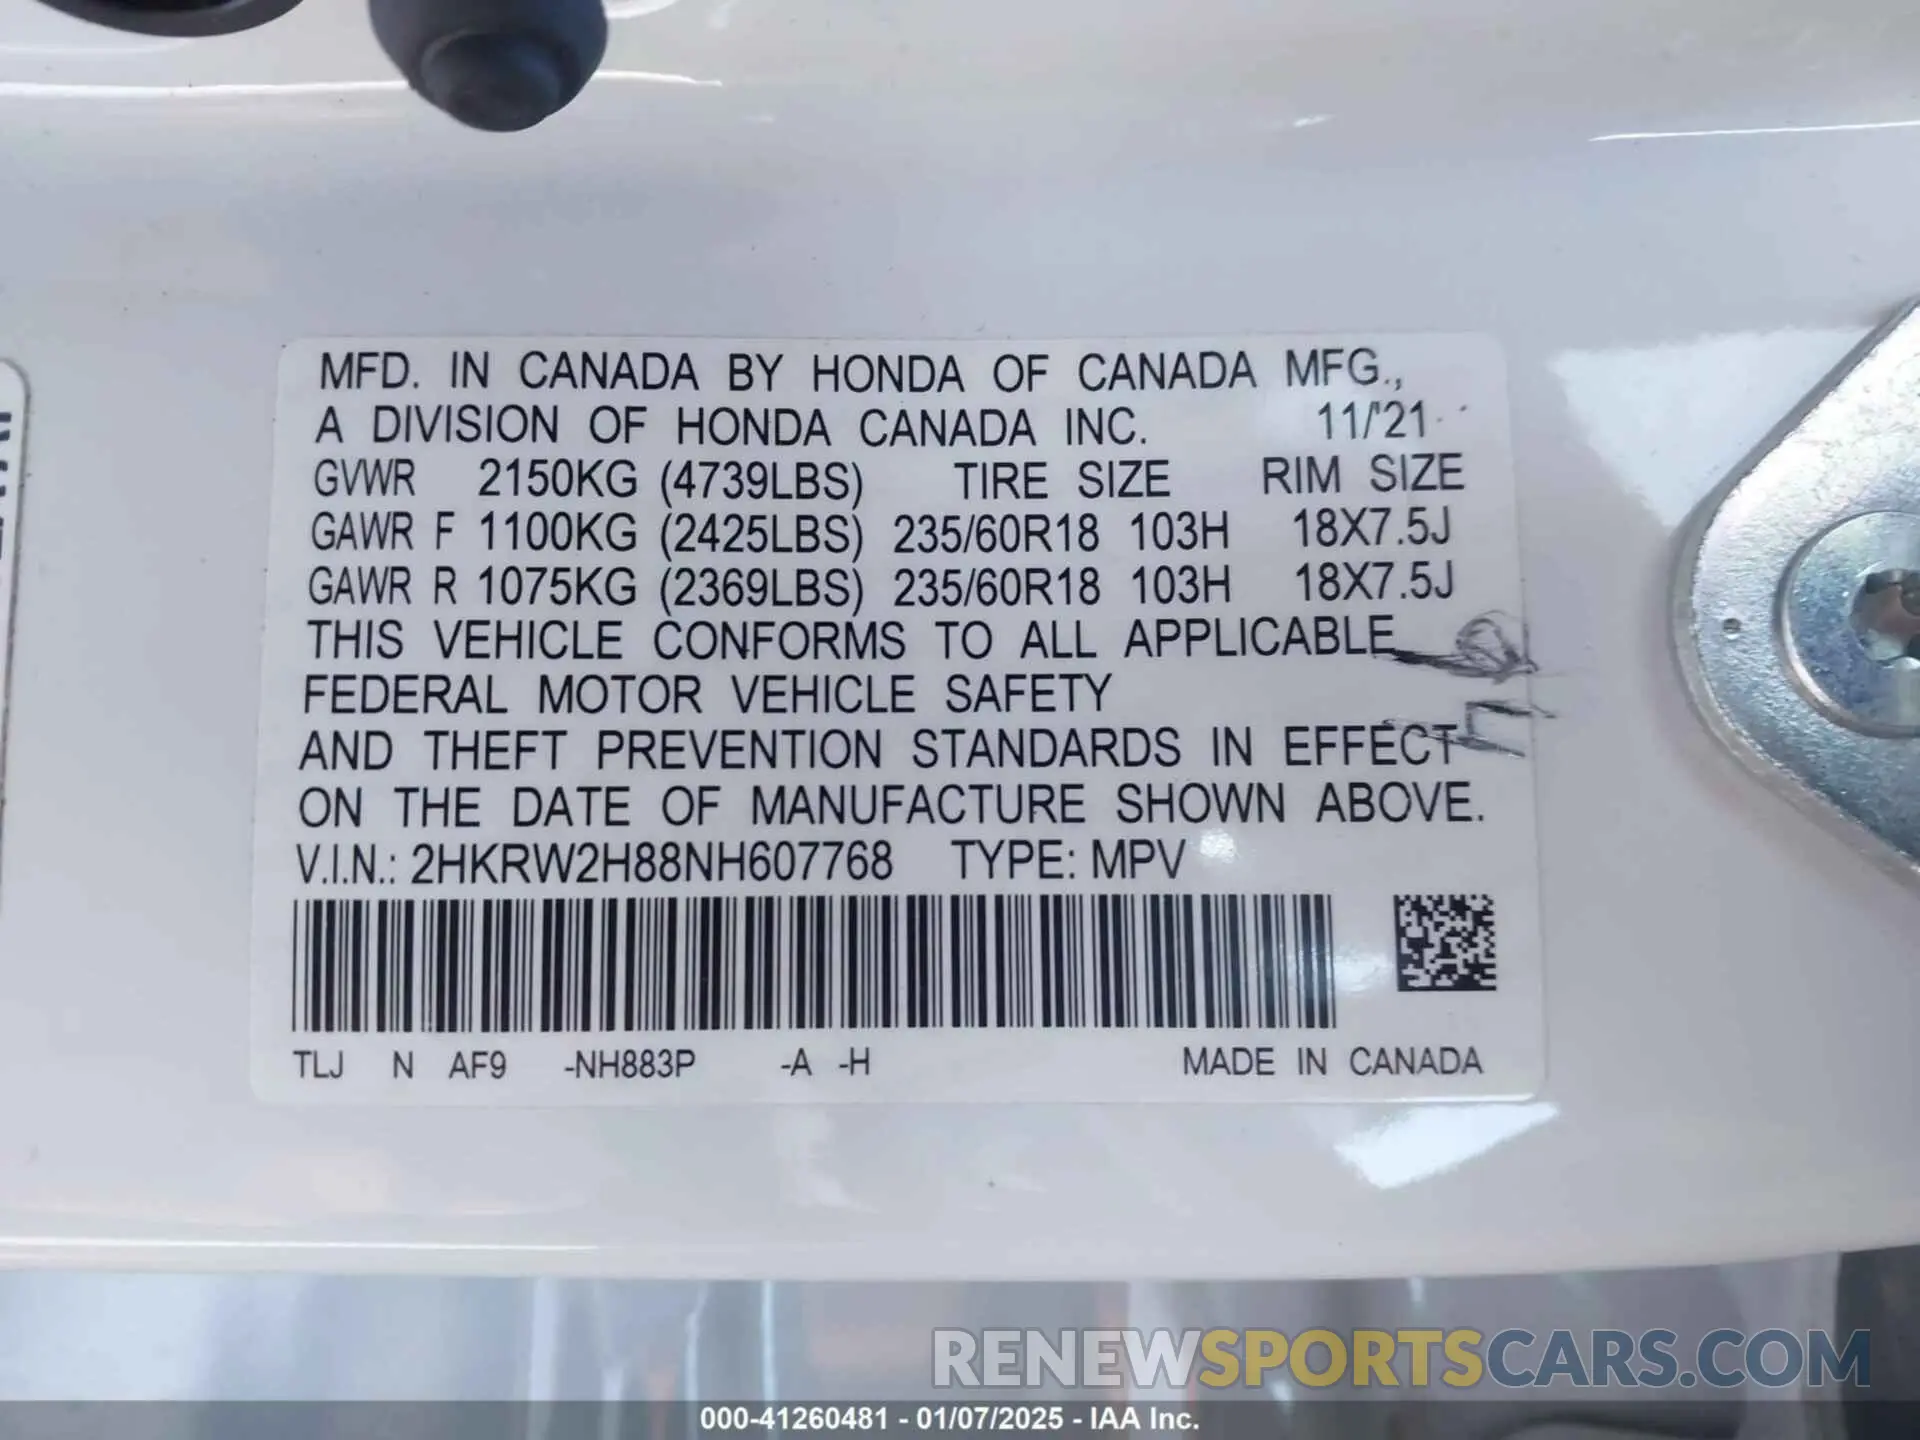 MFD. IN CANADA BY HONDA OF CANADA MFG.,
A DIVISION OF HONDA CANADA INC. 11/'21
GVWR 2150KG (4739LBS) TIRE SIZE RIM SIZE
GAWR F 1100KG (2425LBS) 235/60R18 103H 18X7.5J
GAWR R 1075KG (2369LBS) 235/60R18 103H 18X7.5J
THIS VEHICLE CONFORMS TO ALL APPLICABLE
FEDERAL MOTOR VEHICLE SAFETY
AND THEFT PREVENTION STANDARDS IN EFFECT
ON THE DATE OF MANUFACTURE SHOWN ABOVE.
V.I.N.: 2HKRW2H88NH607768 TYPE: MPV
TLJ N AF9 -NH883P -A -H MADE IN CANADA
RENEWSPORTSCARS.COM
000-41260481 - 01/07/2025 - IAA Inc.